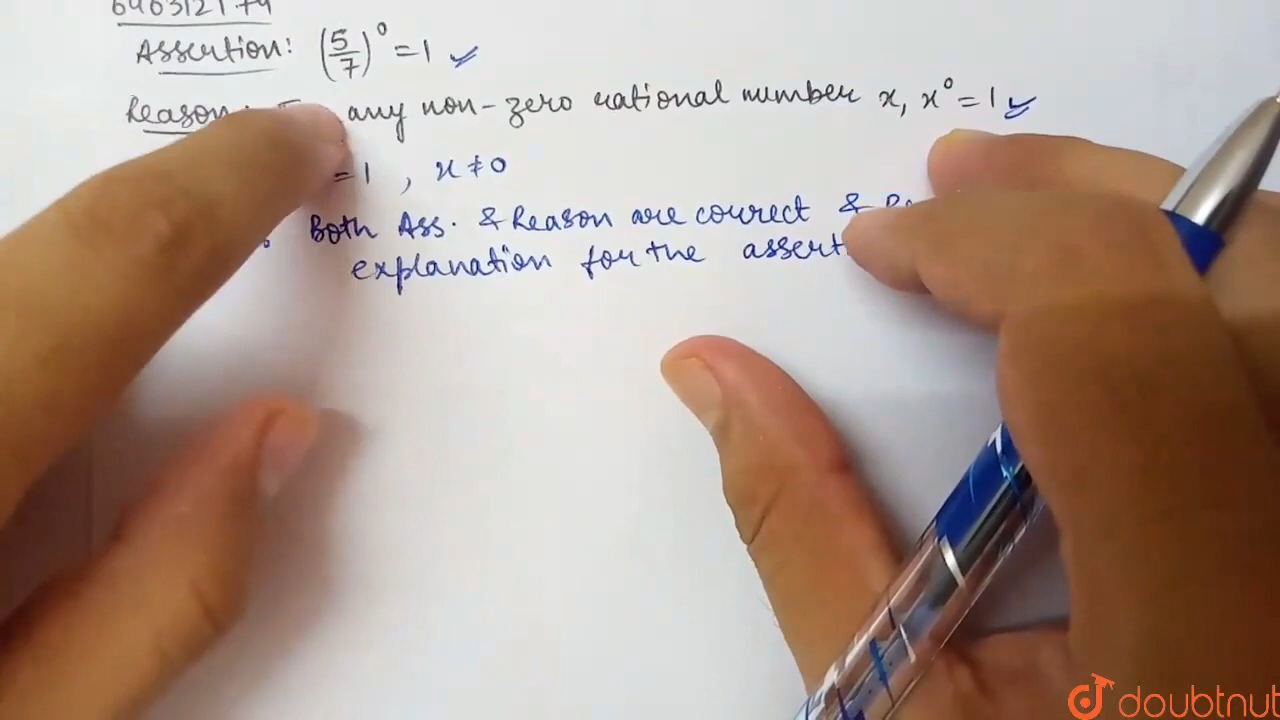 Assertion: (5/7)⁰ = 1 ✓
Reason: any non-zero rational number x, x⁰ = 1 ✓
= 1 , x ≠ 0
Both Ass. & Reason are correct &
explanation for the
doubtnut